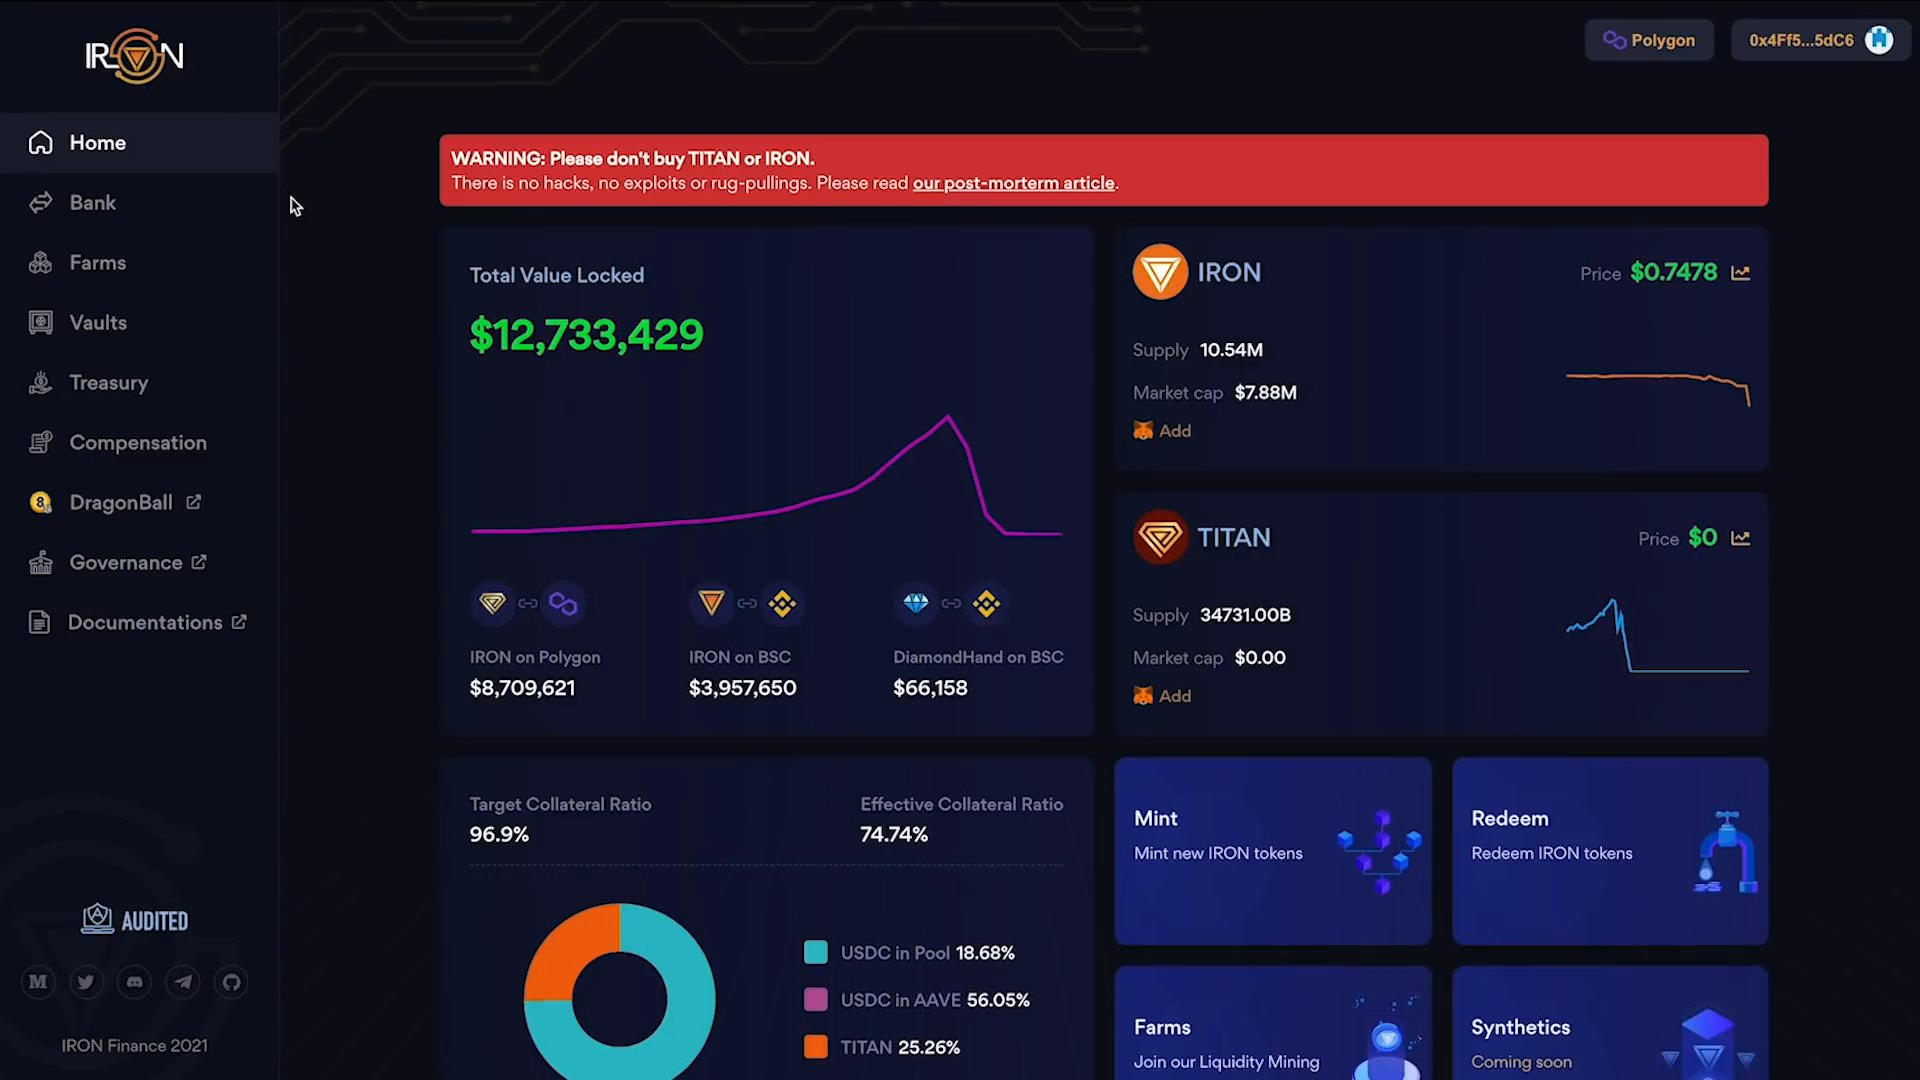 IRON
Home
Bank
Farms
Vaults
Treasury
Compensation
8
DragonBall
Governance
Documentations
AUDITED
M
IRON Finance 2021
Polygon
0x4Ff5...5dC6
WARNING: Please don't buy TITAN or IRON.
There is no hacks, no exploits or rug-pullings. Please read our post-morterm article.
Total Value Locked
$12,733,429
IRON on Polygon
$8,709,621
IRON on BSC
$3,957,650
DiamondHand on BSC
$66,158
IRON
Price $0.7478
Supply 10.54M
Market cap $7.88M
Add
TITAN
Price $0
Supply 34731.00B
Market cap $0.00
Add
Target Collateral Ratio
96.9%
Effective Collateral Ratio
74.74%
USDC in Pool 18.68%
USDC in AAVE 56.05%
TITAN 25.26%
Mint
Mint new IRON tokens
Redeem
Redeem IRON tokens
Farms
Join our Liquidity Mining
Synthetics
Coming soon